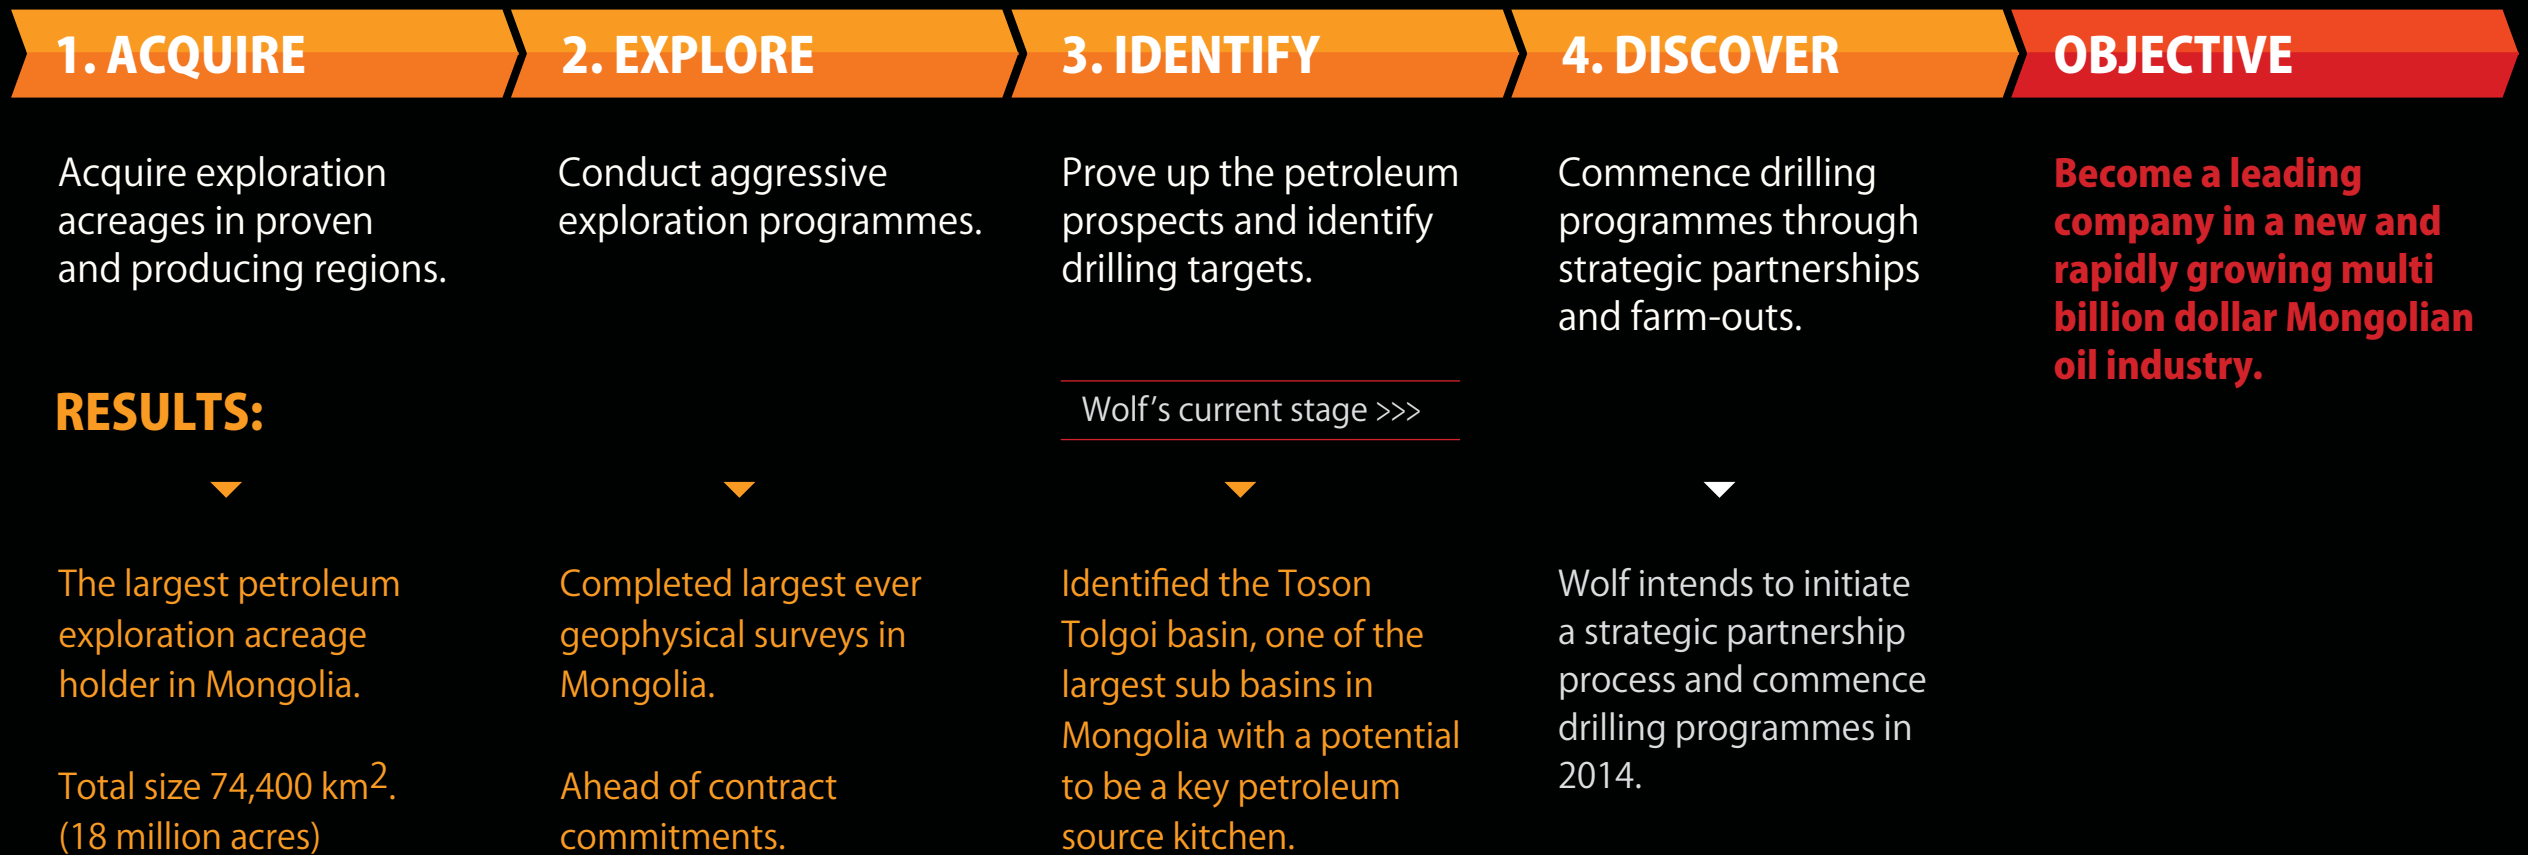 1. ACQUIRE
2. EXPLORE
3. IDENTIFY
4. DISCOVER
OBJECTIVE
Acquire exploration
acreages in proven
and producing regions.
Conduct aggressive
exploration programmes.
Prove up the petroleum
prospects and identify
drilling targets.
Commence drilling
programmes through
strategic partnerships
and farm-outs.
Become a leading
company in a new and
rapidly growing multi
billion dollar Mongolian
oil industry.
RESULTS:
Wolf's current stage >>>
The largest petroleum
exploration acreage
holder in Mongolia.
Total size 74,400 km².
(18 million acres)
Completed largest ever
geophysical surveys in
Mongolia.
Ahead of contract
commitments.
Identified the Toson
Tolgoi basin, one of the
largest sub basins in
Mongolia with a potential
to be a key petroleum
source kitchen.
Wolf intends to initiate
a strategic partnership
process and commence
drilling programmes in
2014.